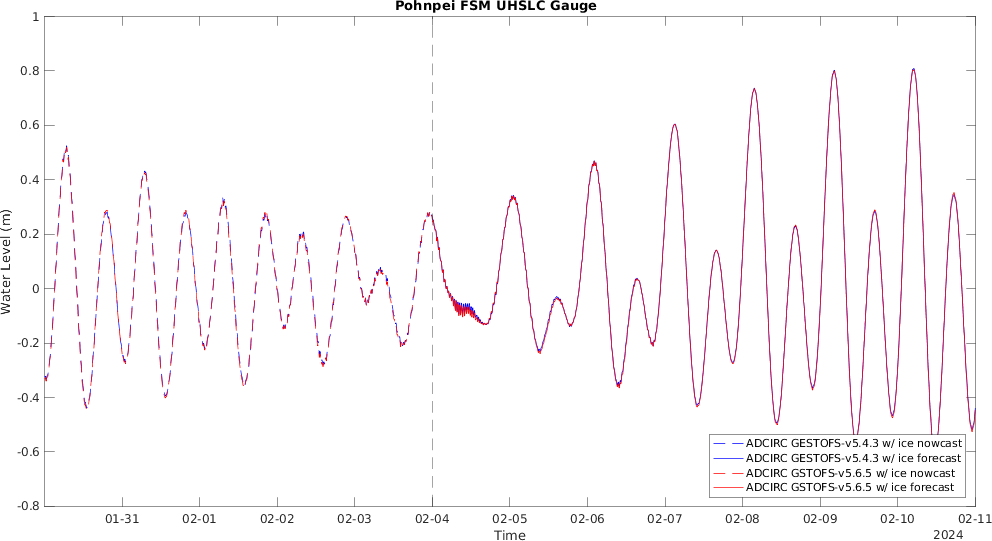 Pohnpei FSM UHSLC Gauge
1
0.8
0.6
0.4
0.2
0
-0.2
-0.4
-0.6
-0.8
Water Level (m)
ADCIRC GESTOFS-v5.4.3 w/ ice nowcast
ADCIRC GESTOFS-v5.4.3 w/ ice forecast
ADCIRC GSTOFS-v5.6.5 w/ ice nowcast
ADCIRC GSTOFS-v5.6.5 w/ ice forecast
01-31 02-01 02-02 02-03 02-04 02-05 02-06 02-07 02-08 02-09 02-10 02-11
Time
2024